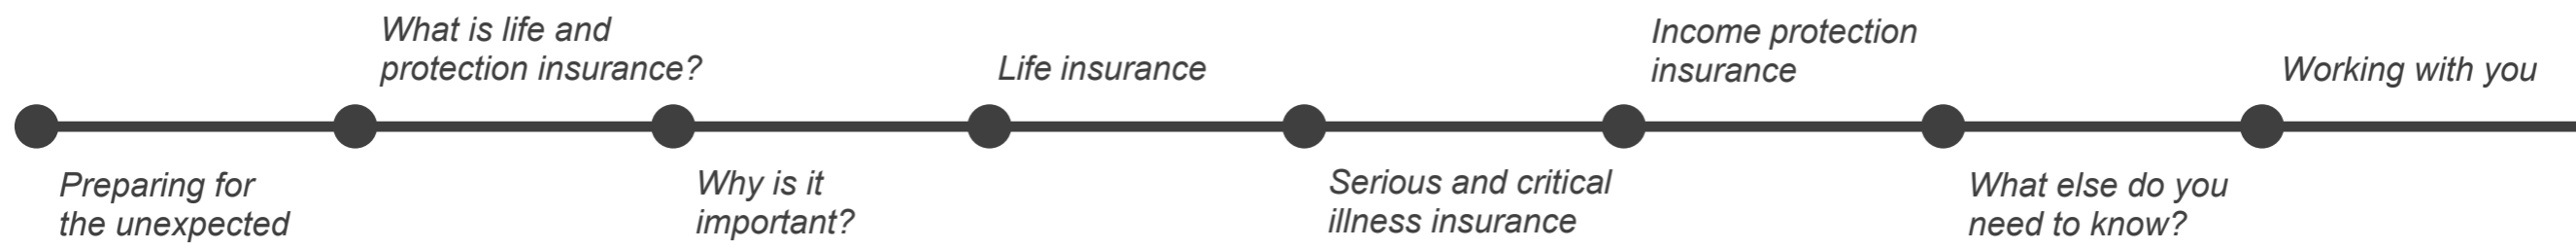 Preparing for
the unexpected
What is life and
protection insurance?
Why is it
important?
Life insurance
Serious and critical
illness insurance
Income protection
insurance
What else do you
need to know?
Working with you